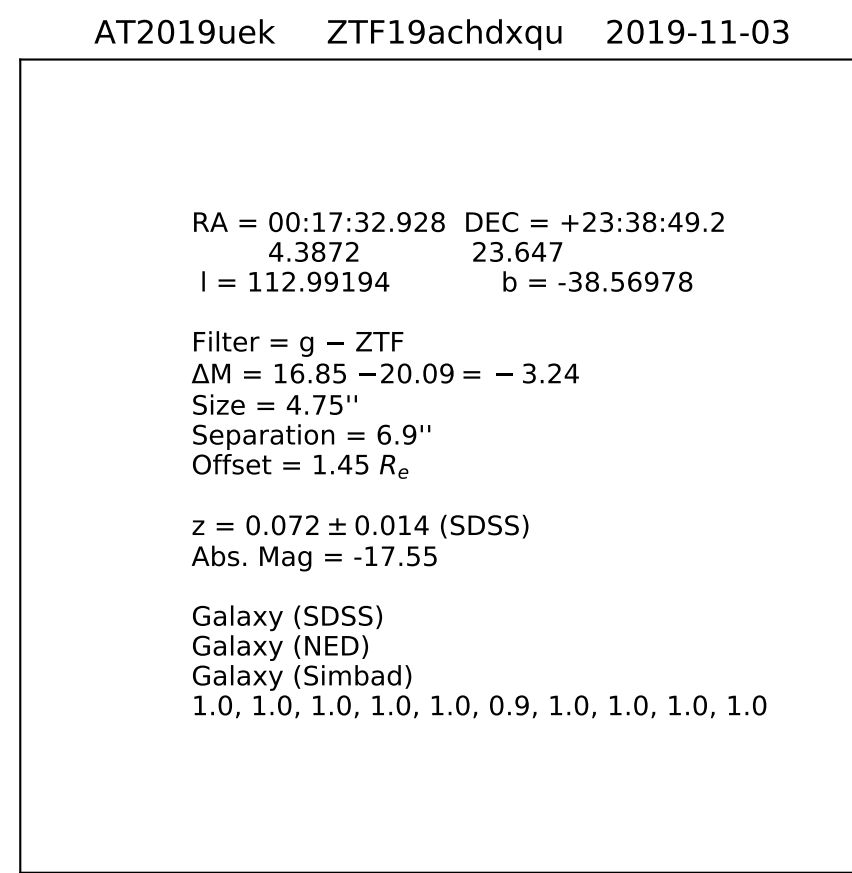 AT2019uek ZTF19achdxqu 2019-11-03
RA = 00:17:32.928 DEC = +23:38:49.2
4.3872 23.647
l = 112.99194 b = -38.56978
Filter = g − ZTF
ΔM = 16.85 −20.09 = − 3.24
Size = 4.75''
Separation = 6.9''
Offset = 1.45 Re
z = 0.072 ± 0.014 (SDSS)
Abs. Mag = -17.55
Galaxy (SDSS)
Galaxy (NED)
Galaxy (Simbad)
1.0, 1.0, 1.0, 1.0, 1.0, 0.9, 1.0, 1.0, 1.0, 1.0